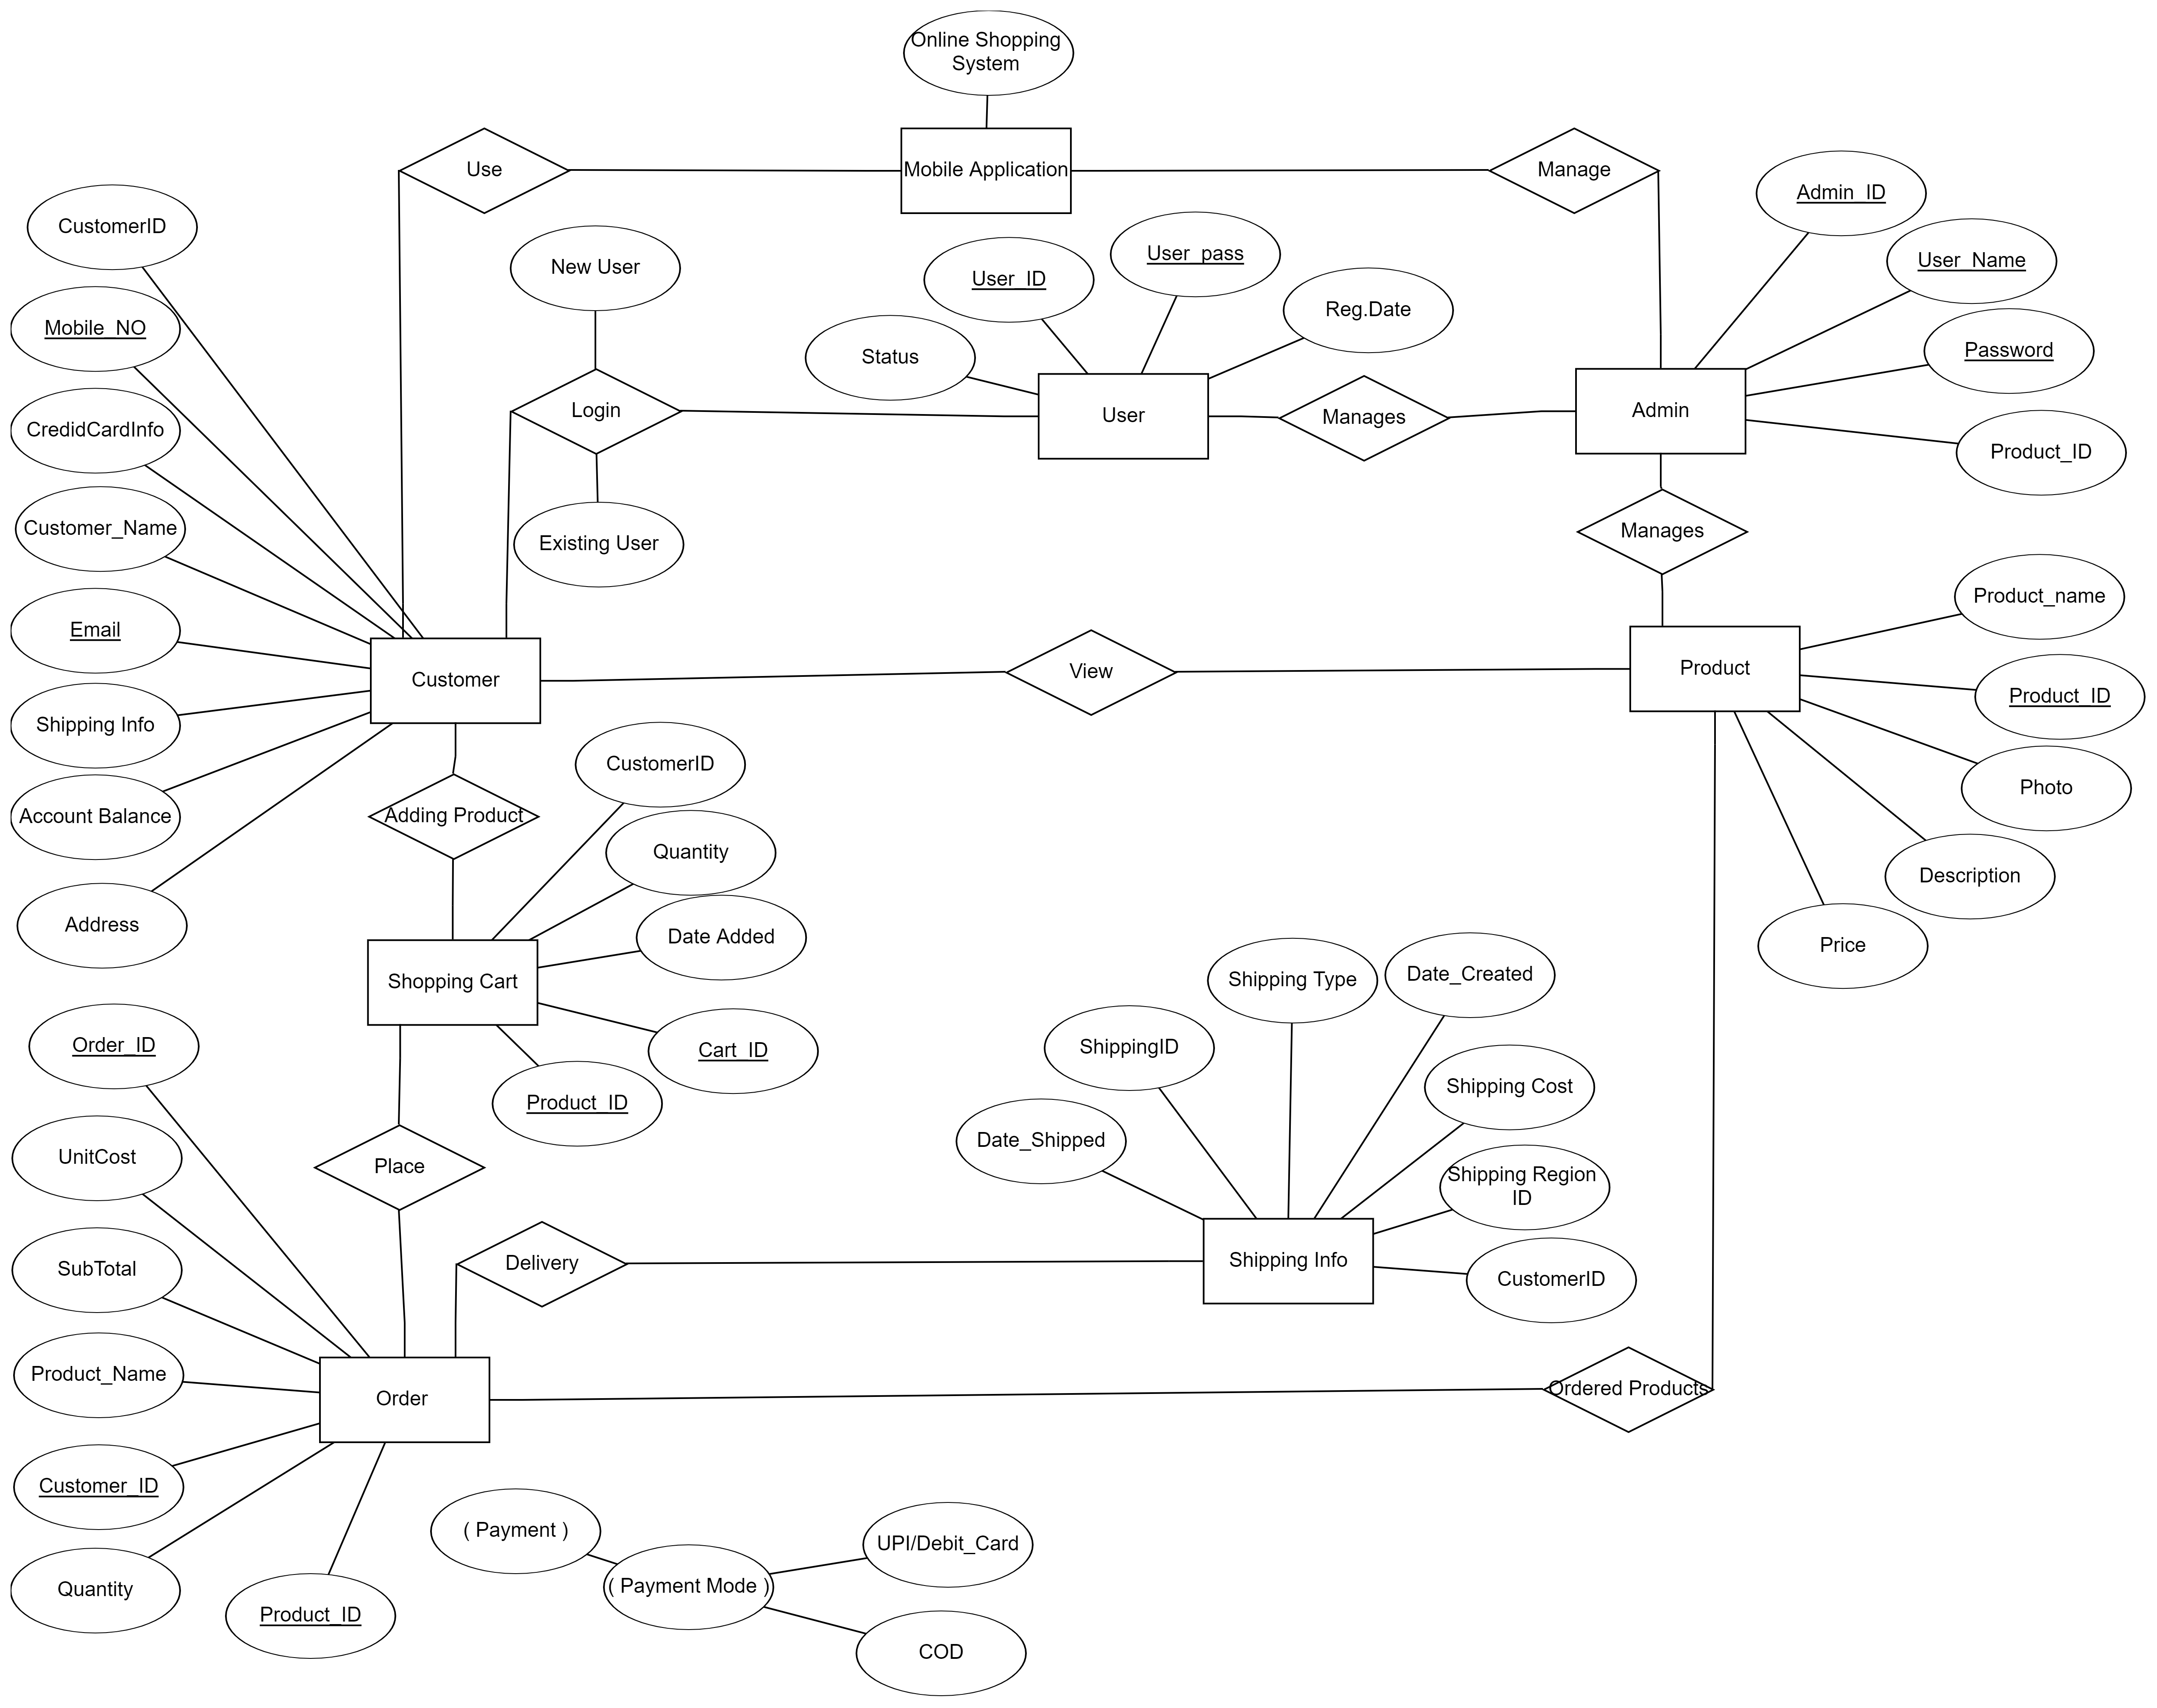 Online Shopping
System
Use
Mobile Application
Manage
Admin_ID
CustomerID
User_Name
New User
User_pass
User_ID
Reg.Date
Mobile_NO
Status
Password
Login
User
Manages
Admin
CredidCardInfo
Product_ID
Customer_Name
Existing User
Manages
Product_name
Email
Customer
View
Product
Product_ID
Shipping Info
CustomerID
Photo
Account Balance
Adding Product
Quantity
Description
Address
Date Added
Price
Shopping Cart
Shipping Type
Date_Created
Order_ID
Cart_ID
ShippingID
Shipping Cost
Product_ID
Date_Shipped
UnitCost
Place
Shipping Region
ID
SubTotal
Delivery
Shipping Info
CustomerID
Product_Name
Order
Ordered Products
Customer_ID
( Payment )
UPI/Debit_Card
Quantity
( Payment Mode )
Product_ID
COD